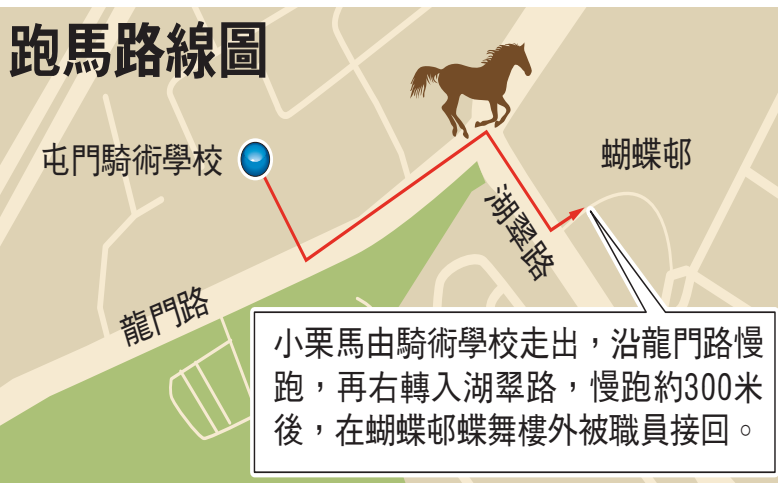 跑馬路線圖
屯門騎術學校
蝴蝶邨
湖翠路
龍門路
小栗馬由騎術學校走出，沿龍門路慢
跑，再右轉入湖翠路，慢跑約300米
後，在蝴蝶邨蝶舞樓外被職員接回。